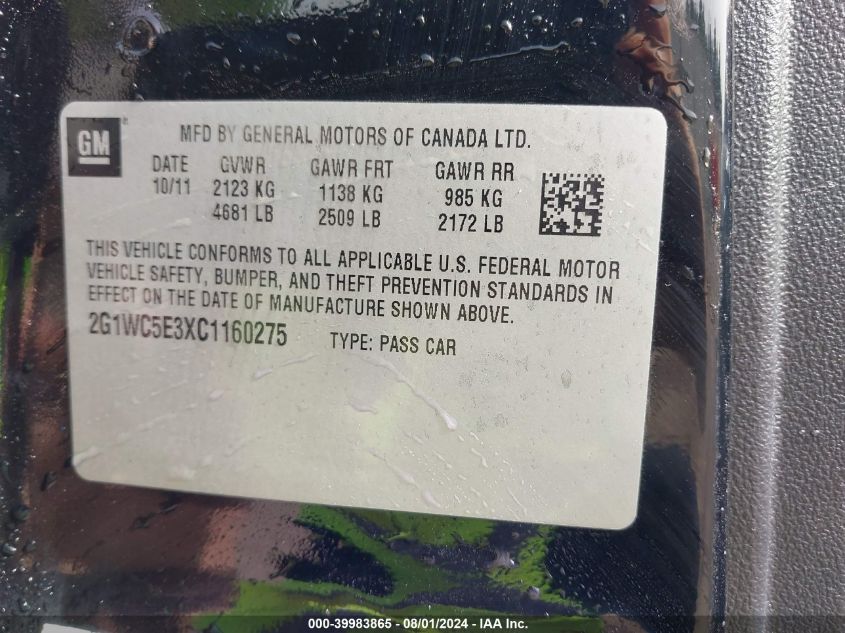 GM
MFD BY GENERAL MOTORS OF CANADA LTD.
DATE GVWR GAWR FRT GAWR RR
10/11 2123 KG 1138 KG 985 KG
4681 LB 2509 LB 2172 LB
THIS VEHICLE CONFORMS TO ALL APPLICABLE U.S. FEDERAL MOTOR
VEHICLE SAFETY, BUMPER, AND THEFT PREVENTION STANDARDS IN
EFFECT ON THE DATE OF MANUFACTURE SHOWN ABOVE.
2G1WC5E3XC1160275 TYPE: PASS CAR
000-39983865 - 08/01/2024 - IAA Inc.